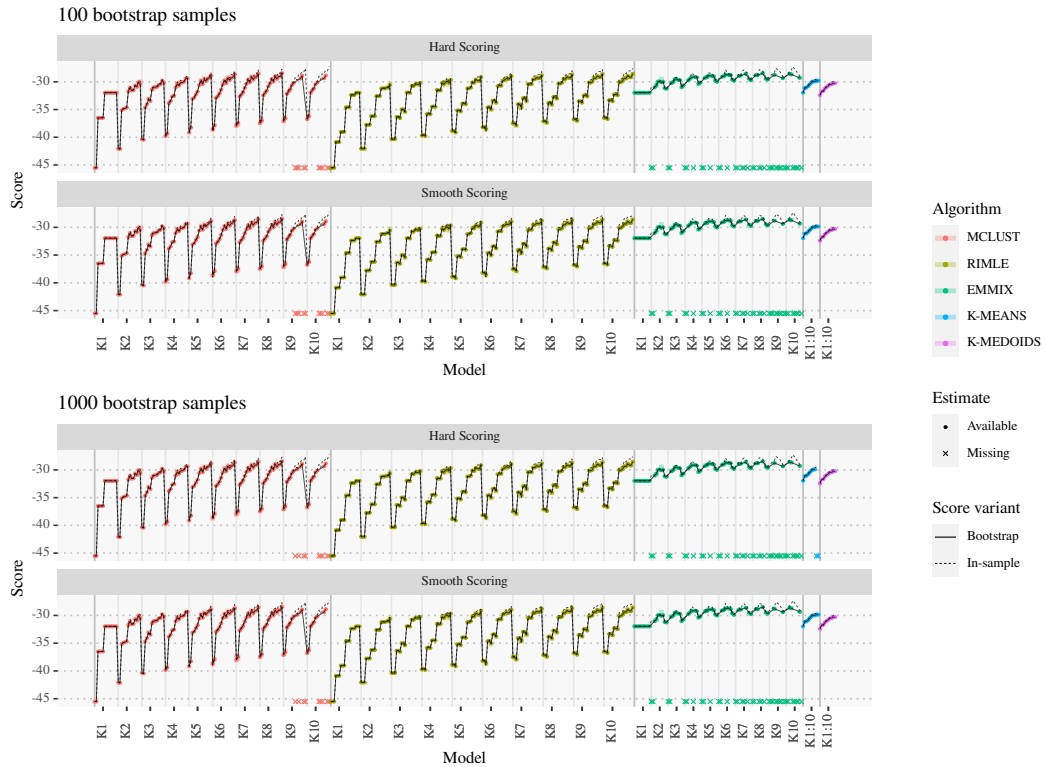 100 bootstrap samples
Hard Scoring
-30
-35
-40
-45
Smooth Scoring
-30
-35
-40
-45
Score
K1 K2 K3 K4 K5 K6 K7 K8 K9 K10 K1 K2 K3 K4 K5 K6 K7 K8 K9 K10 K1 K2 K3 K4 K5 K6 K7 K8 K9 K10 K1:10 K1:10
Model
1000 bootstrap samples
Hard Scoring
-30
-35
-40
-45
Smooth Scoring
-30
-35
-40
-45
Score
K1 K2 K3 K4 K5 K6 K7 K8 K9 K10 K1 K2 K3 K4 K5 K6 K7 K8 K9 K10 K1 K2 K3 K4 K5 K6 K7 K8 K9 K10 K1:10 K1:10
Model
Algorithm
MCLUST
RIMLE
EMMIX
K-MEANS
K-MEDOIDS
Estimate
Available
Missing
Score variant
Bootstrap
In-sample